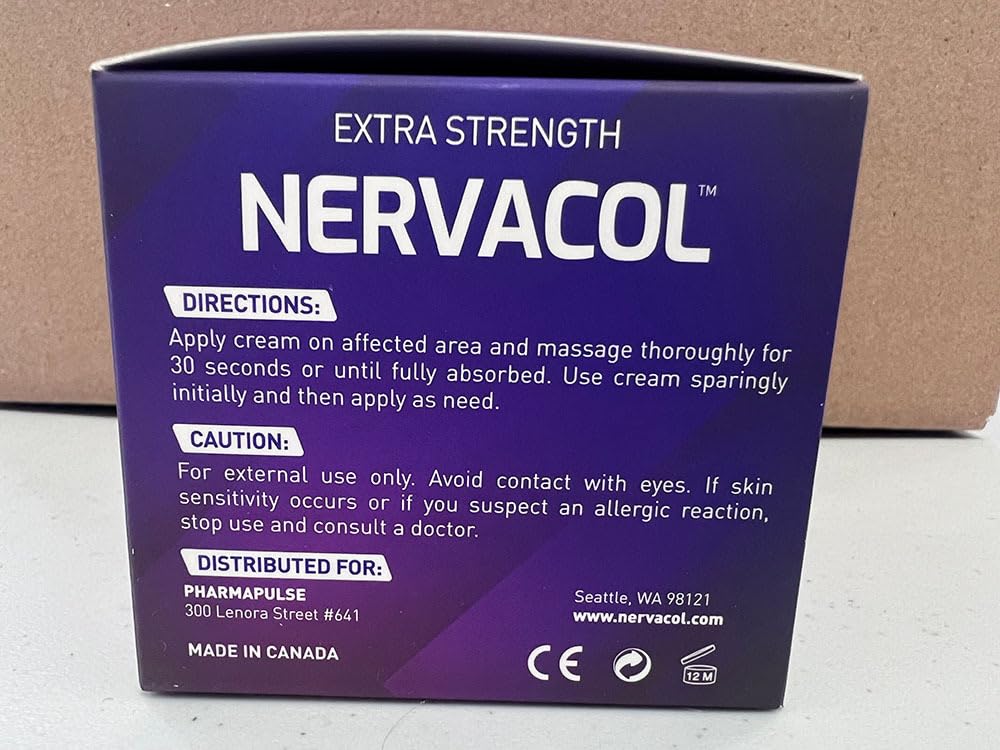 EXTRA STRENGTH
NERVACOL™
DIRECTIONS:
Apply cream on affected area and massage thoroughly for
30 seconds or until fully absorbed. Use cream sparingly
initially and then apply as need.
CAUTION:
For external use only. Avoid contact with eyes. If skin
sensitivity occurs or if you suspect an allergic reaction,
stop use and consult a doctor.
DISTRIBUTED FOR:
PHARMAPULSE
300 Lenora Street #641
Seattle, WA 98121
www.nervacol.com
MADE IN CANADA
CE
12 M